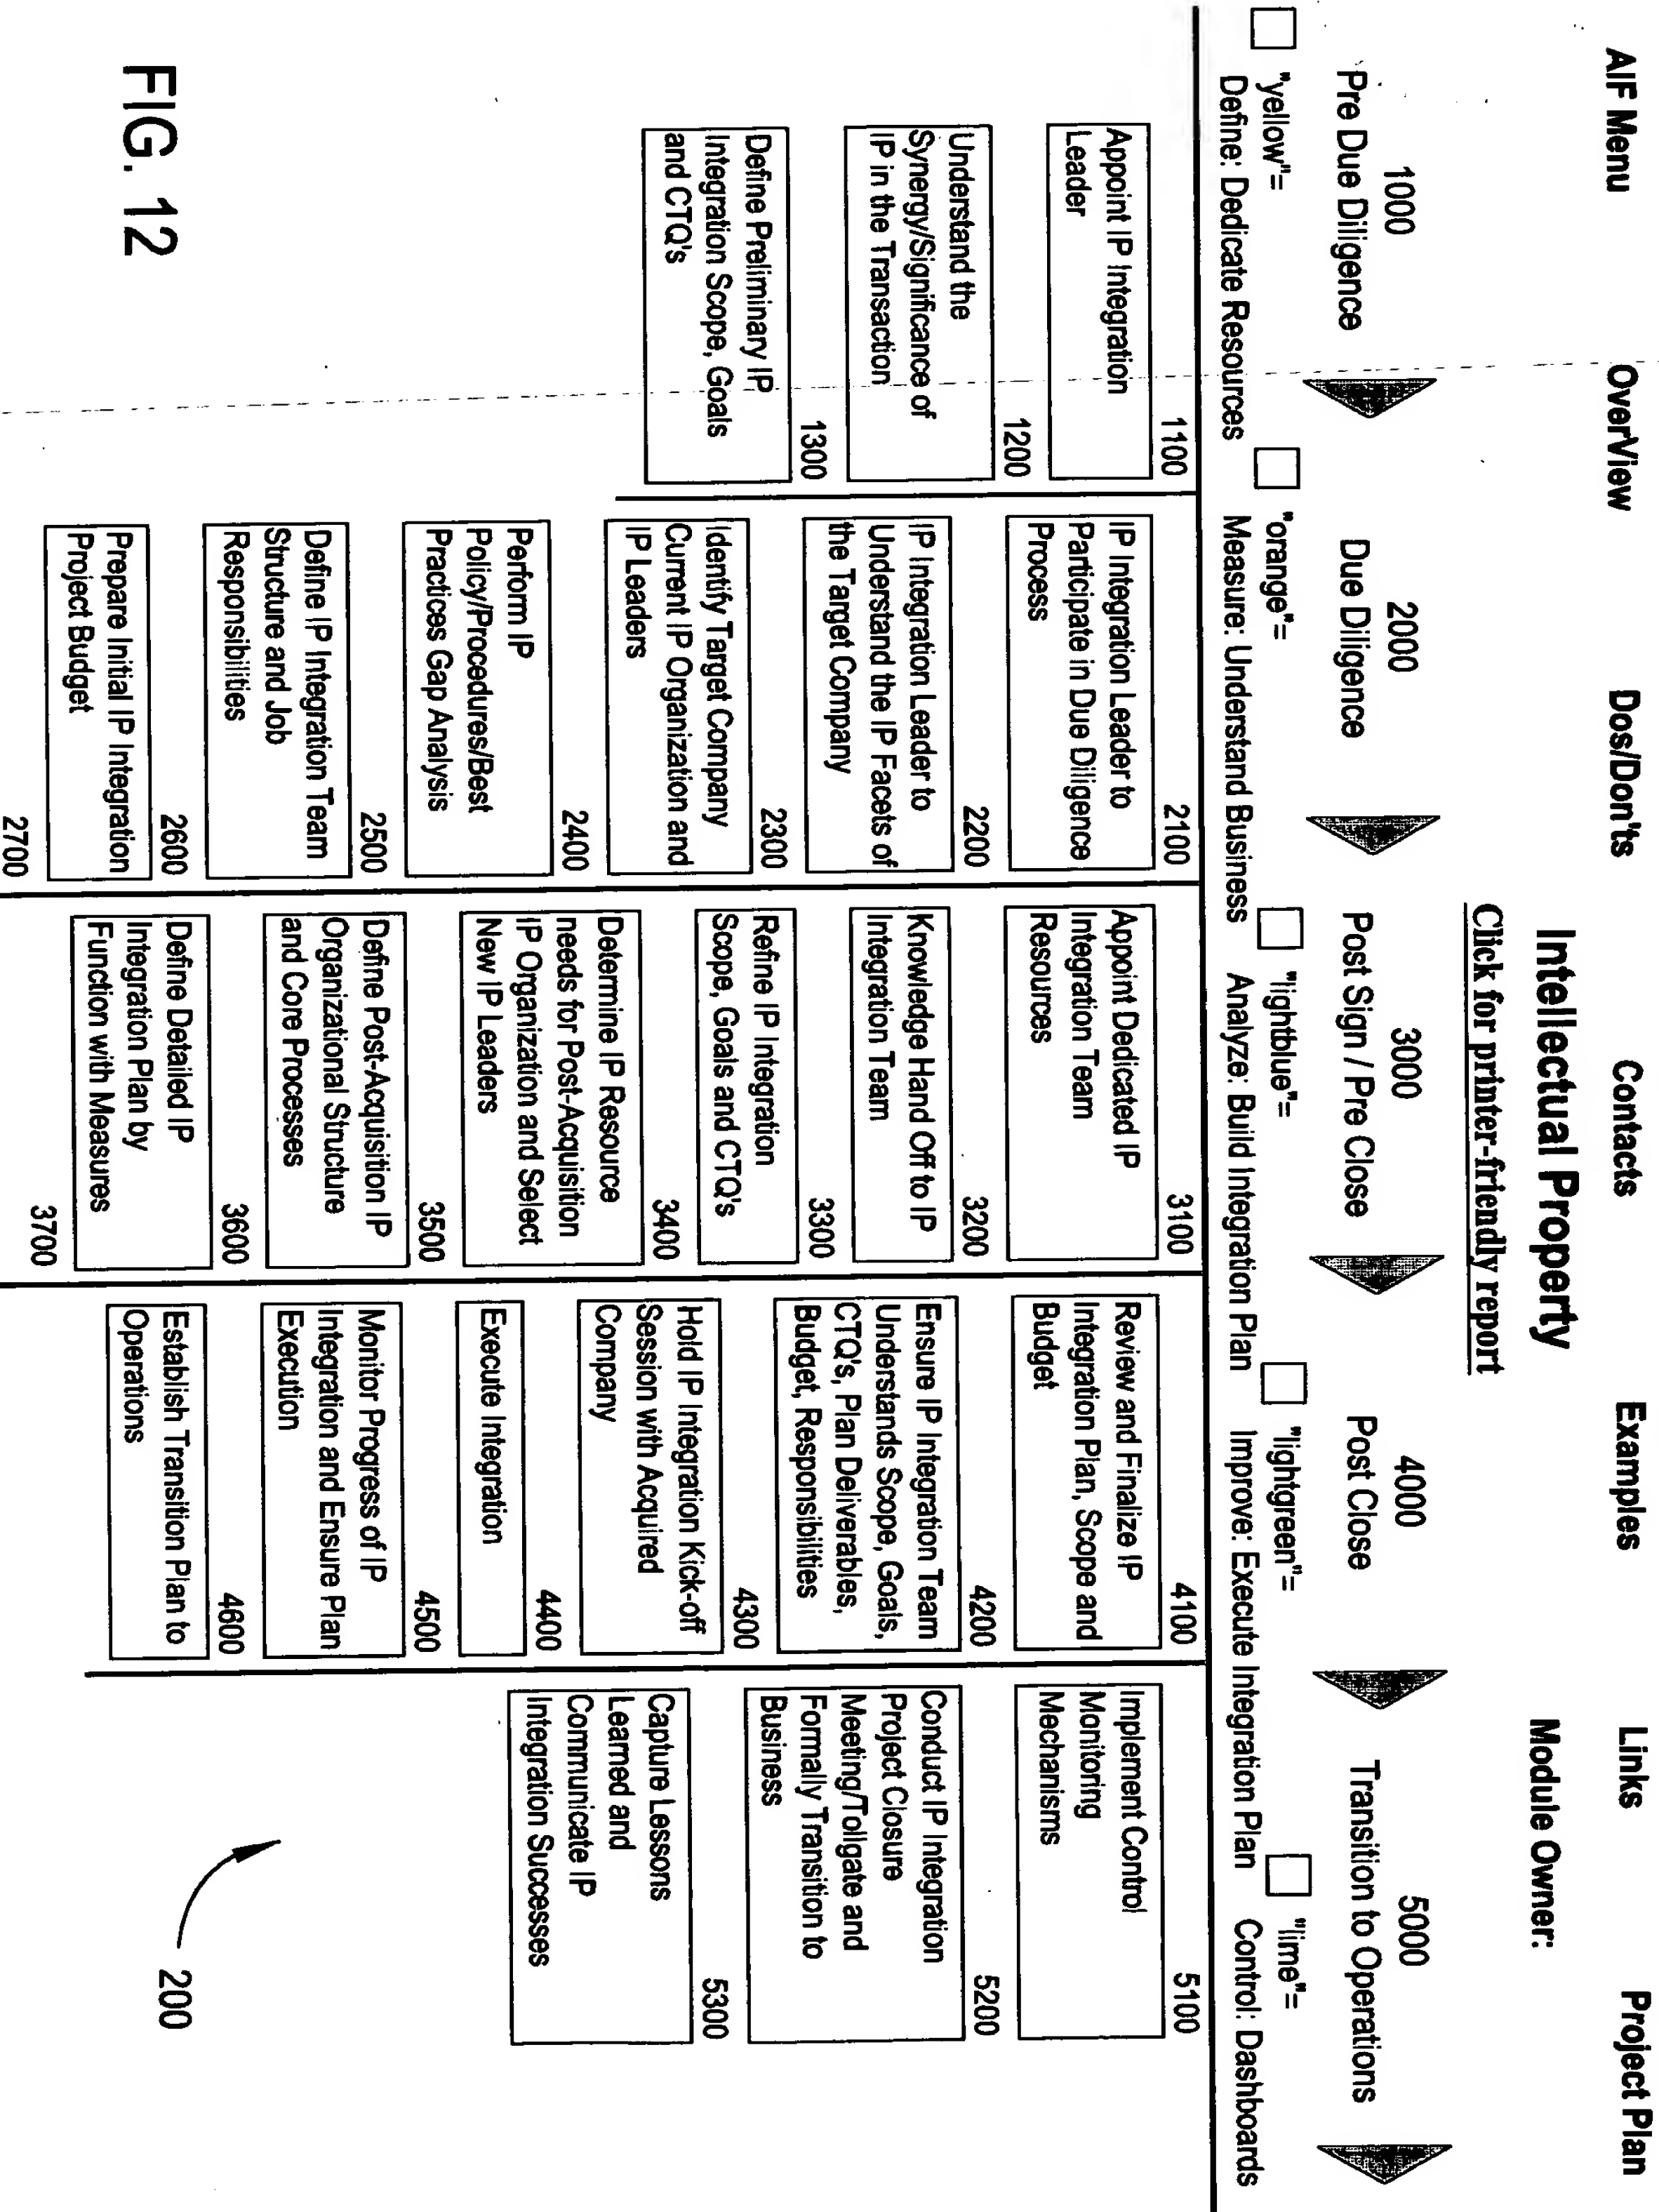 AIF Menu OverView Dos/Don'ts Contacts Examples Links Project Plan
Intellectual Property
Module Owner:
Click for printer-friendly report
1000
Pre Due Diligence
2000
Due Diligence
3000
Post Sign / Pre Close
4000
Post Close
5000
Transition to Operations
"yellow"=
Define: Dedicate Resources
"orange"=
Measure: Understand Business
"lightblue"=
Analyze: Build Integration Plan
"lightgreen"=
Improve: Execute Integration Plan
"lime"=
Control: Dashboards
1100
Appoint IP Integration
Leader
1200
Understand the
Synergy/Significance of
IP in the Transaction
1300
Define Preliminary IP
Integration Scope, Goals
and CTQ's
2100
IP Integration Leader to
Participate in Due Diligence
Process
2200
IP Integration Leader to
Understand the IP Facets of
the Target Company
2300
Identify Target Company
Current IP Organization and
IP Leaders
2400
Perform IP
Policy/Procedures/Best
Practices Gap Analysis
2500
Define IP Integration Team
Structure and Job
Responsibilities
2600
Prepare Initial IP Integration
Project Budget
2700
3100
Appoint Dedicated IP
Integration Team
Resources
3200
Knowledge Hand Off to IP
Integration Team
3300
Refine IP Integration
Scope, Goals and CTQ's
3400
Determine IP Resource
needs for Post-Acquisition
IP Organization and Select
New IP Leaders
3500
Define Post-Acquisition IP
Organizational Structure
and Core Processes
3600
Define Detailed IP
Integration Plan by
Function with Measures
3700
4100
Review and Finalize IP
Integration Plan, Scope and
Budget
4200
Ensure IP Integration Team
Understands Scope, Goals,
CTQ's, Plan Deliverables,
Budget, Responsibilities
4300
Hold IP Integration Kick-off
Session with Acquired
Company
4400
Execute Integration
4500
Monitor Progress of IP
Integration and Ensure Plan
Execution
4600
Establish Transition Plan to
Operations
5100
Implement Control
Monitoring
Mechanisms
5200
Conduct IP Integration
Project Closure
Meeting/Tollgate and
Formally Transition to
Business
5300
Capture Lessons
Learned and
Communicate IP
Integration Successes
200
FIG. 12